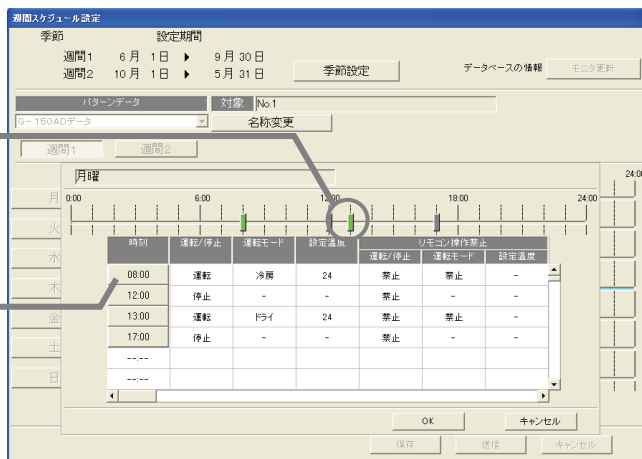 週間スケジュール設定
季節 設定期間
週間1 6月 1日 ▶ 9月 30日
週間2 10月 1日 ▶ 5月 31日
季節設定
データベースの情報 モニタ更新
パターンデータ 対象 No.1
G-150ADデータ 名称変更
週間1 週間2
月曜
24:00
0:00 6:00 12:00 18:00 24:00
月
火
水
木
金
土
日
時刻 運転/停止 運転モード 設定温度 リモコン操作禁止
運転/停止 運転モード 設定温度
08:00 運転 冷房 24 禁止 禁止 -
12:00 停止 - - 禁止 - -
13:00 運転 ドライ 24 禁止 禁止 -
17:00 停止 - - 禁止 - -
--:--
--:--
OK キャンセル
保存 送信 キャンセル